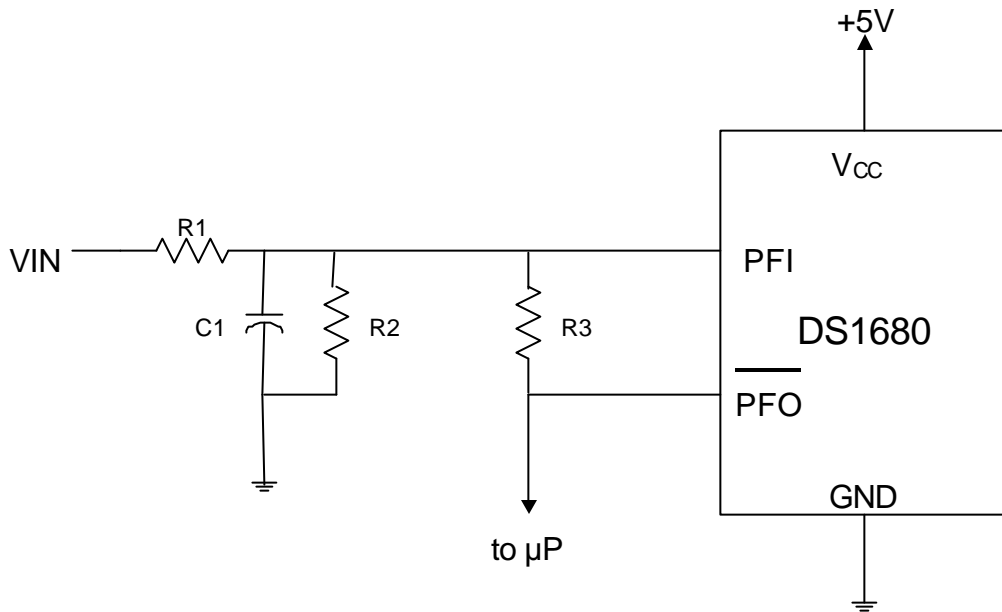 +5V
VCC
R1
VIN
PFI
C1
R2
R3
DS1680
PFO
GND
to µP